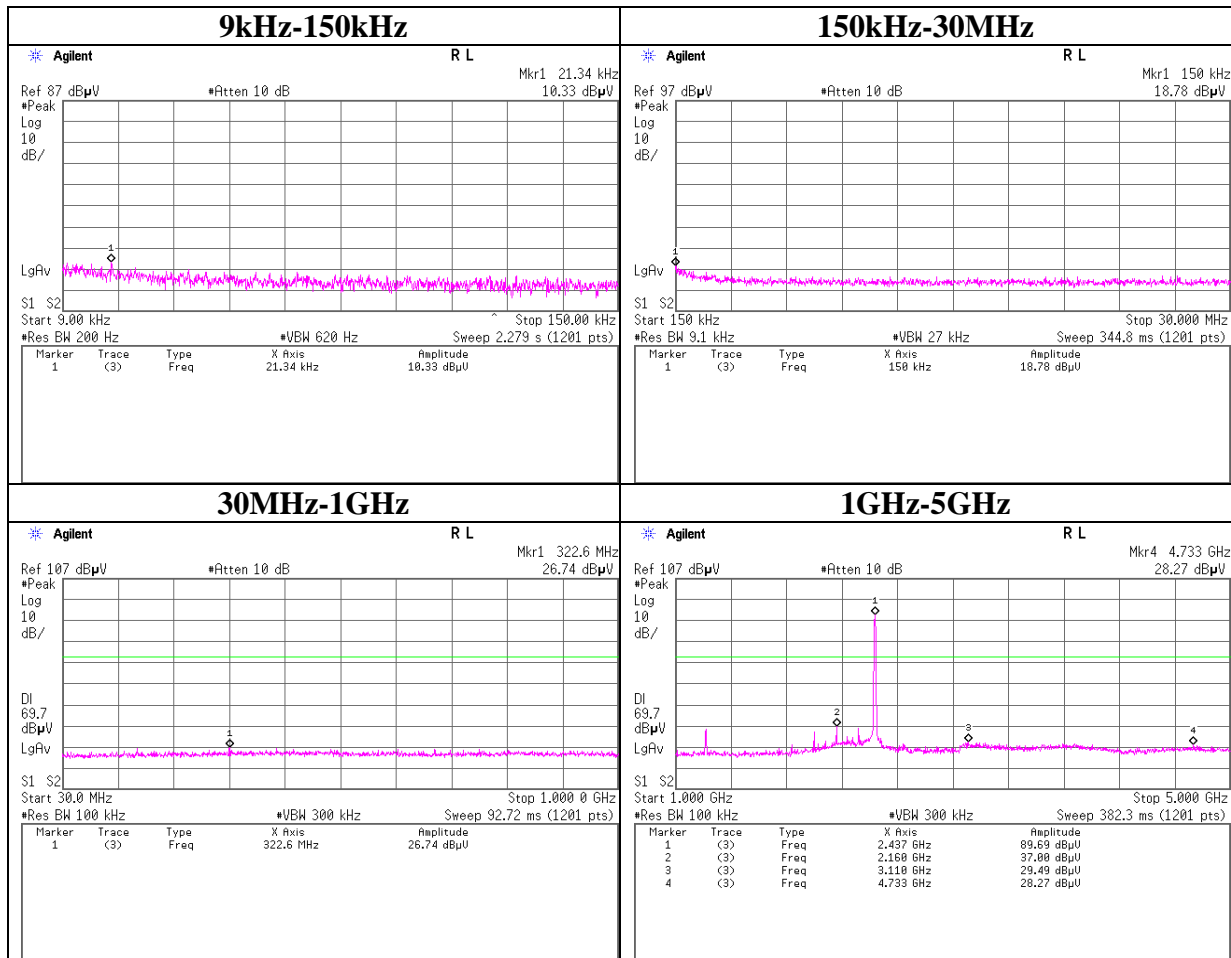 9kHz-150kHz
Agilent R L
Mkr1 21.34 kHz
Ref 87 dBµV #Atten 10 dB 10.33 dBµV
#Peak
Log
10
dB/
1
LgAv
S1 S2
Start 9.00 kHz ^ Stop 150.00 kHz
#Res BW 200 Hz #VBW 620 Hz Sweep 2.279 s (1201 pts)
Marker Trace Type X Axis Amplitude
1 (3) Freq 21.34 kHz 10.33 dBµV
150kHz-30MHz
Agilent R L
Mkr1 150 kHz
Ref 97 dBµV #Atten 10 dB 18.78 dBµV
#Peak
Log
10
dB/
1
LgAv
S1 S2
Start 150 kHz Stop 30.000 MHz
#Res BW 9.1 kHz #VBW 27 kHz Sweep 344.8 ms (1201 pts)
Marker Trace Type X Axis Amplitude
1 (3) Freq 150 kHz 18.78 dBµV
30MHz-1GHz
Agilent R L
Mkr1 322.6 MHz
Ref 107 dBµV #Atten 10 dB 26.74 dBµV
#Peak
Log
10
dB/
DI
69.7
dBµV
1
LgAv
S1 S2
Start 30.0 MHz Stop 1.000 0 GHz
#Res BW 100 kHz #VBW 300 kHz Sweep 92.72 ms (1201 pts)
Marker Trace Type X Axis Amplitude
1 (3) Freq 322.6 MHz 26.74 dBµV
1GHz-5GHz
Agilent R L
Mkr4 4.733 GHz
Ref 107 dBµV #Atten 10 dB 28.27 dBµV
#Peak
1
Log
10
dB/
DI
69.7
2
dBµV
3
4
LgAv
S1 S2
Start 1.000 GHz Stop 5.000 GHz
#Res BW 100 kHz #VBW 300 kHz Sweep 382.3 ms (1201 pts)
Marker Trace Type X Axis Amplitude
1 (3) Freq 2.437 GHz 89.69 dBµV
2 (3) Freq 2.160 GHz 37.00 dBµV
3 (3) Freq 3.110 GHz 29.49 dBµV
4 (3) Freq 4.733 GHz 28.27 dBµV